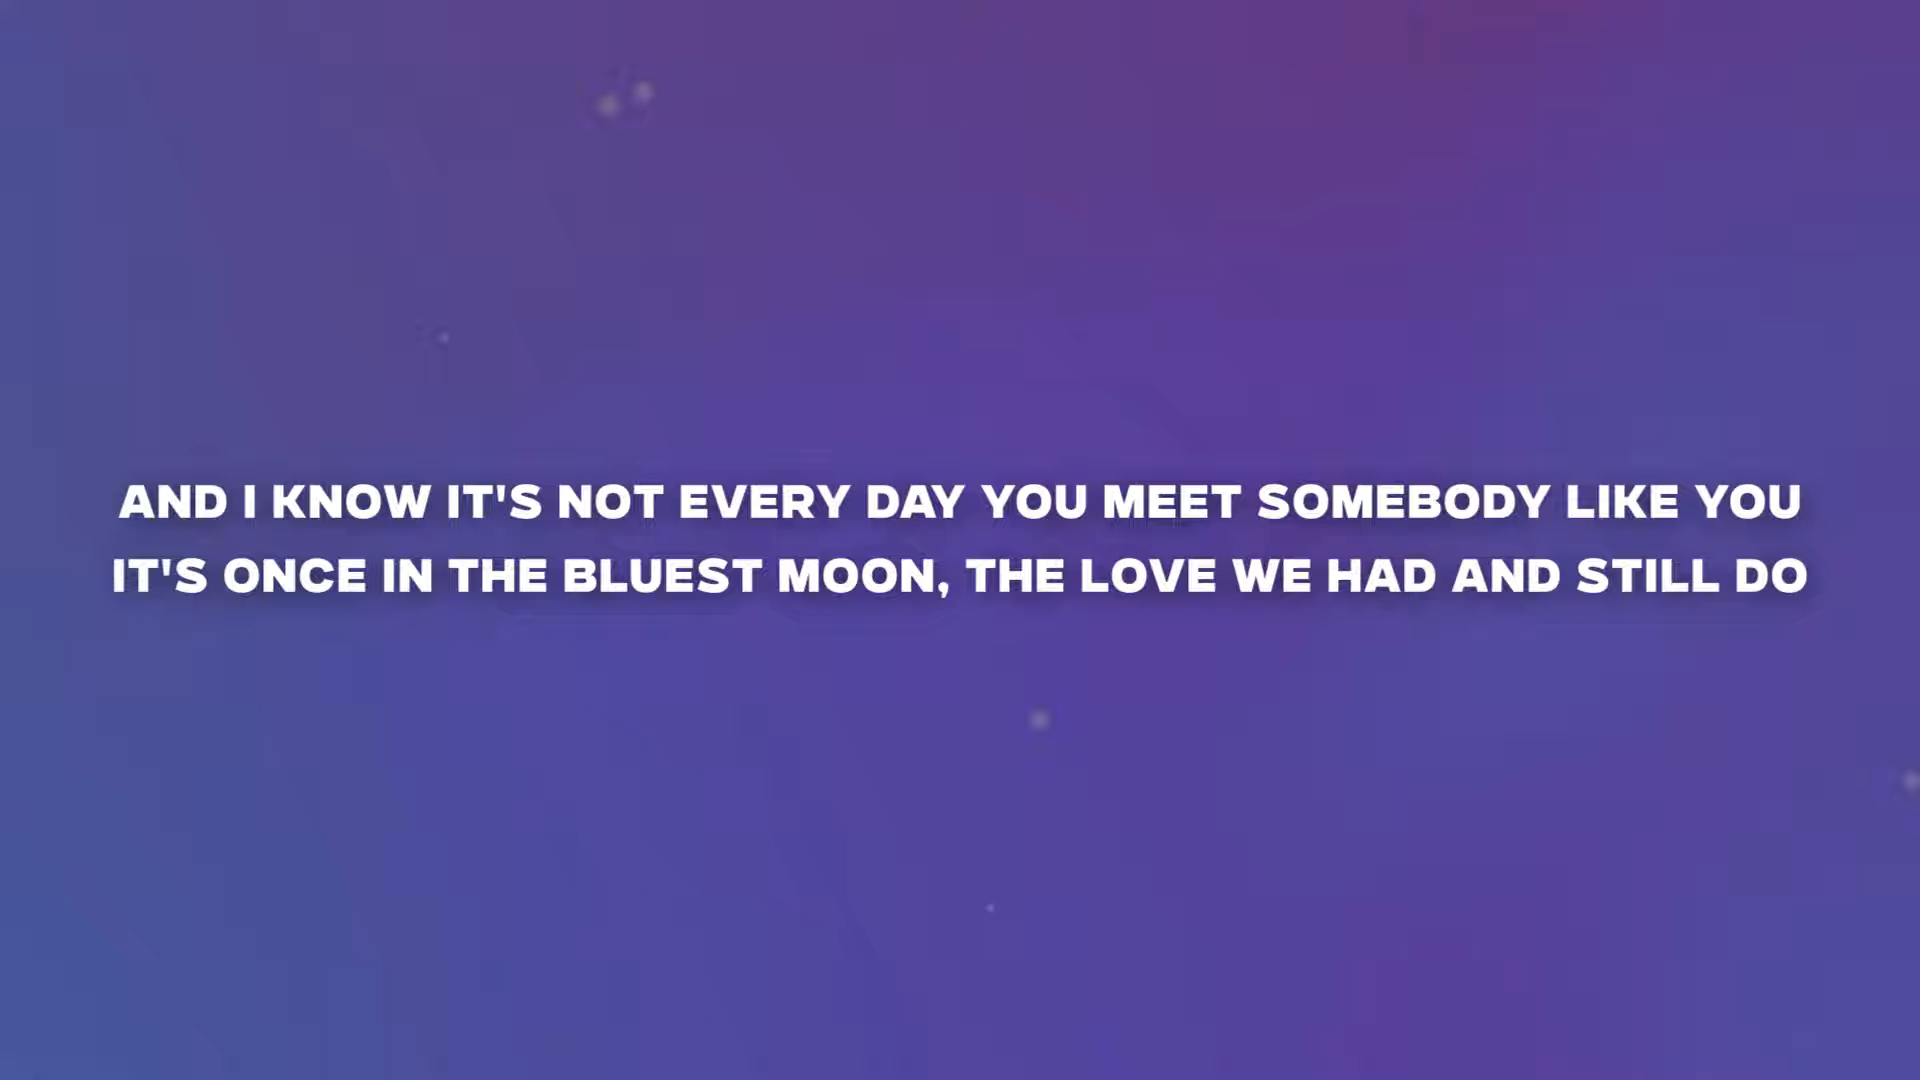 AND I KNOW IT'S NOT EVERY DAY YOU MEET SOMEBODY LIKE YOU
IT'S ONCE IN THE BLUEST MOON, THE LOVE WE HAD AND STILL DO